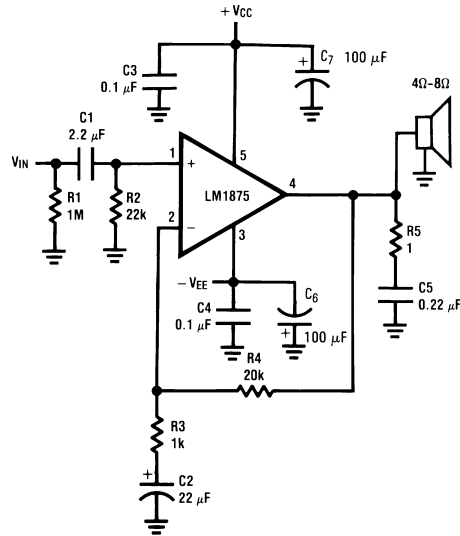 + VCC
C3
0.1 µF
+
C7 100 µF
4Ω-8Ω
C1
2.2 µF
VIN
1
+
5
LM1875
4
R1
1M
R2
22k
2
−
3
R5
1
− VEE
C4
0.1 µF
C6
+
100 µF
C5
0.22 µF
R4
20k
R3
1k
+
C2
22 µF